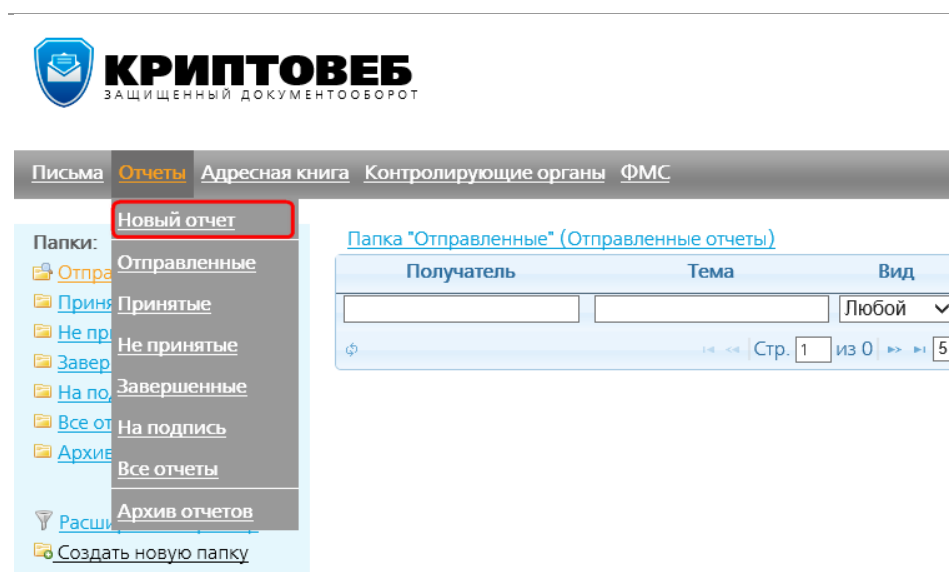 КРИПТОВЕБ
ЗАЩИЩЕННЫЙ ДОКУМЕНТООБОРОТ
Письма Отчеты Адресная книга Контролирующие органы ФМС
Новый отчет
Отправленные
Принятые
Не принятые
Завершенные
На подпись
Все отчеты
Архив отчетов
Папки:
Создать новую папку
Папка "Отправленные" (Отправленные отчеты)
Получатель Тема Вид
Любой
Стр. 1 из 0 5